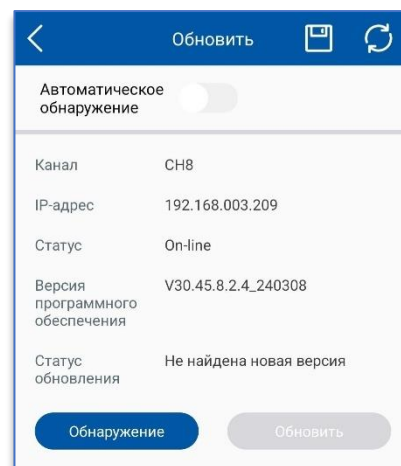 Обновить
Автоматическое
обнаружение
Канал CH8
IP-адрес 192.168.003.209
Статус On-line
Версия V30.45.8.2.4_240308
программного
обеспечения
Статус Не найдена новая версия
обновления
Обнаружение Обновить